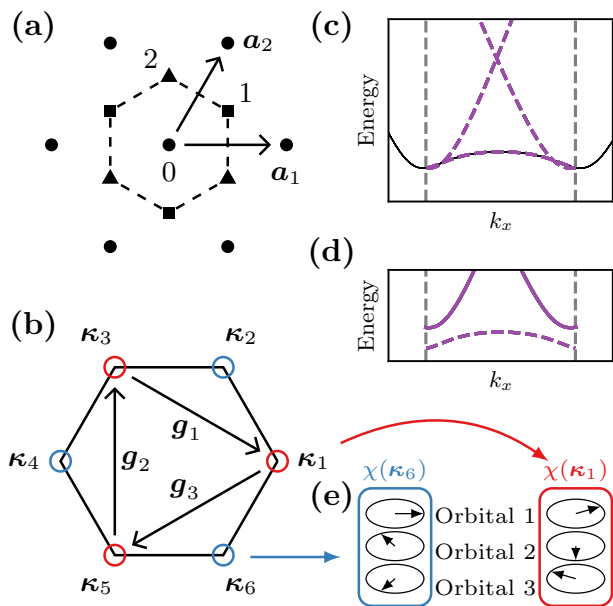 (a)
2
a₂
1
0
a₁
(b)
κ₃
κ₂
g₁
κ₄
g₂
κ₁
g₃
κ₅
κ₆
(c)
Energy
kₓ
(d)
Energy
kₓ
(e)
χ(κ₆)
χ(κ₁)
Orbital 1
Orbital 2
Orbital 3